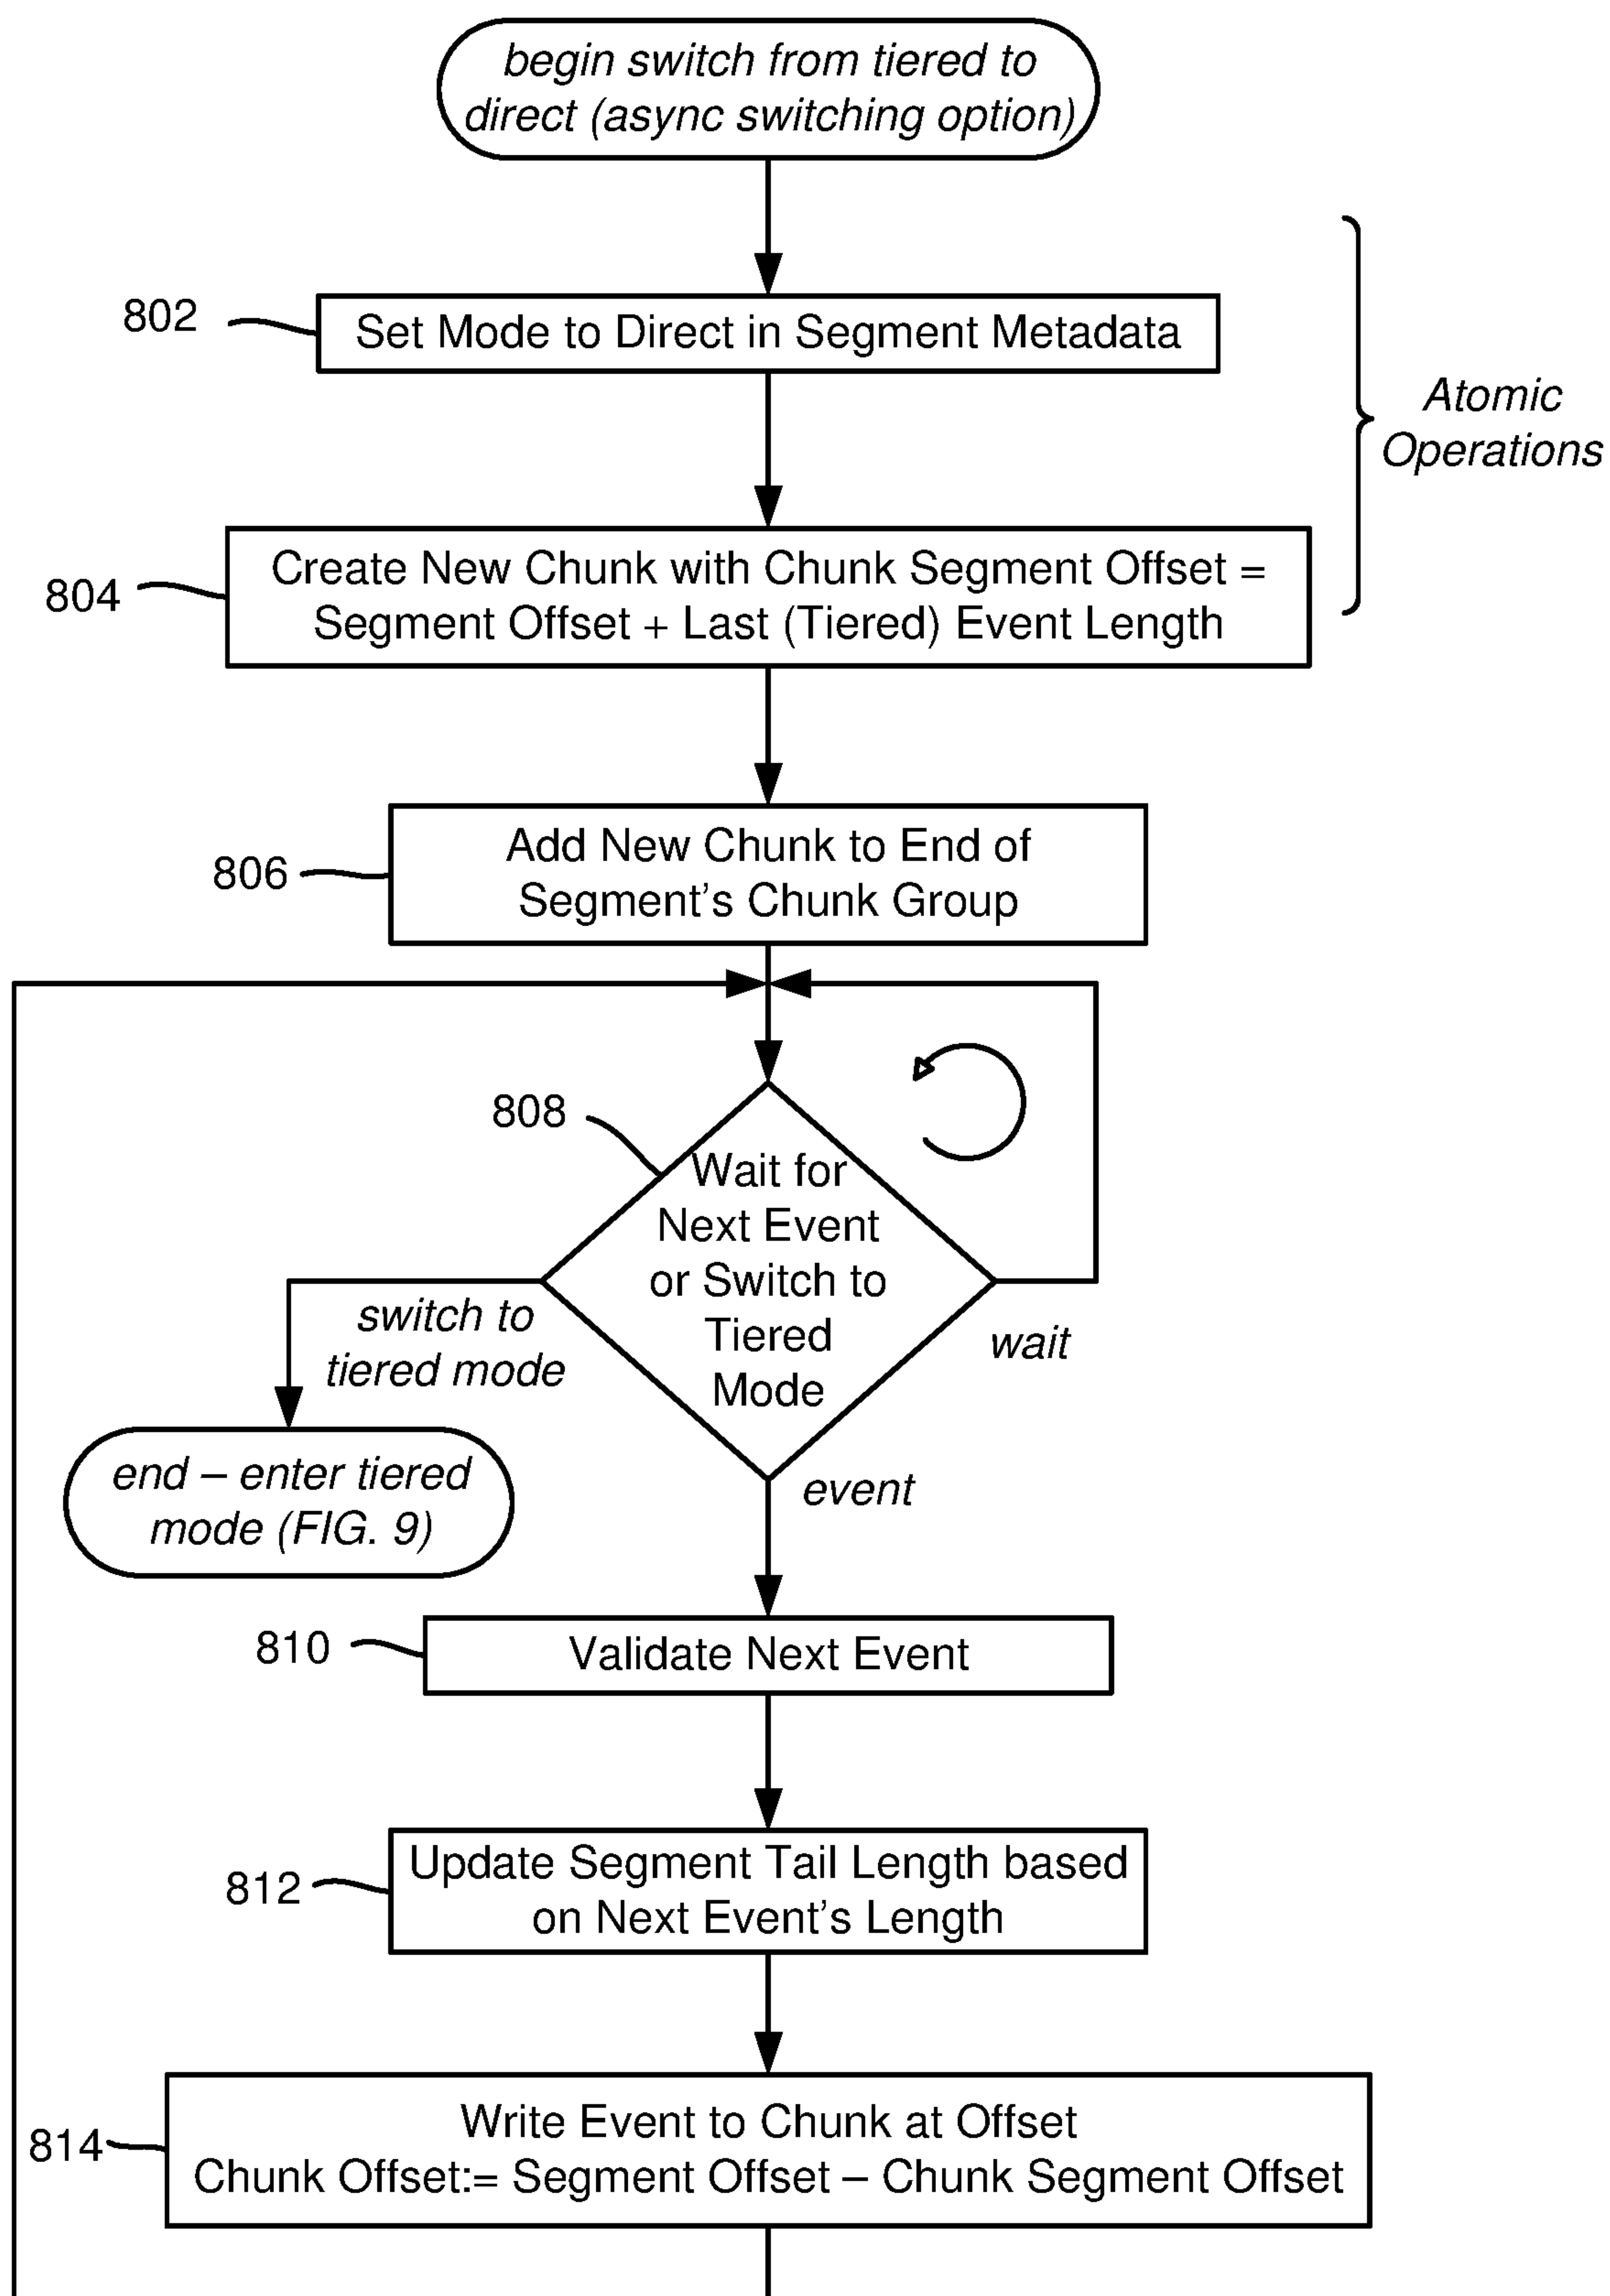 begin switch from tiered to
direct (async switching option)
802
Set Mode to Direct in Segment Metadata
Atomic
Operations
804
Create New Chunk with Chunk Segment Offset =
Segment Offset + Last (Tiered) Event Length
806
Add New Chunk to End of
Segment's Chunk Group
808
Wait for
Next Event
or Switch to
Tiered
Mode
switch to
tiered mode
wait
end – enter tiered
mode (FIG. 9)
event
810
Validate Next Event
812
Update Segment Tail Length based
on Next Event's Length
814
Write Event to Chunk at Offset
Chunk Offset:= Segment Offset – Chunk Segment Offset